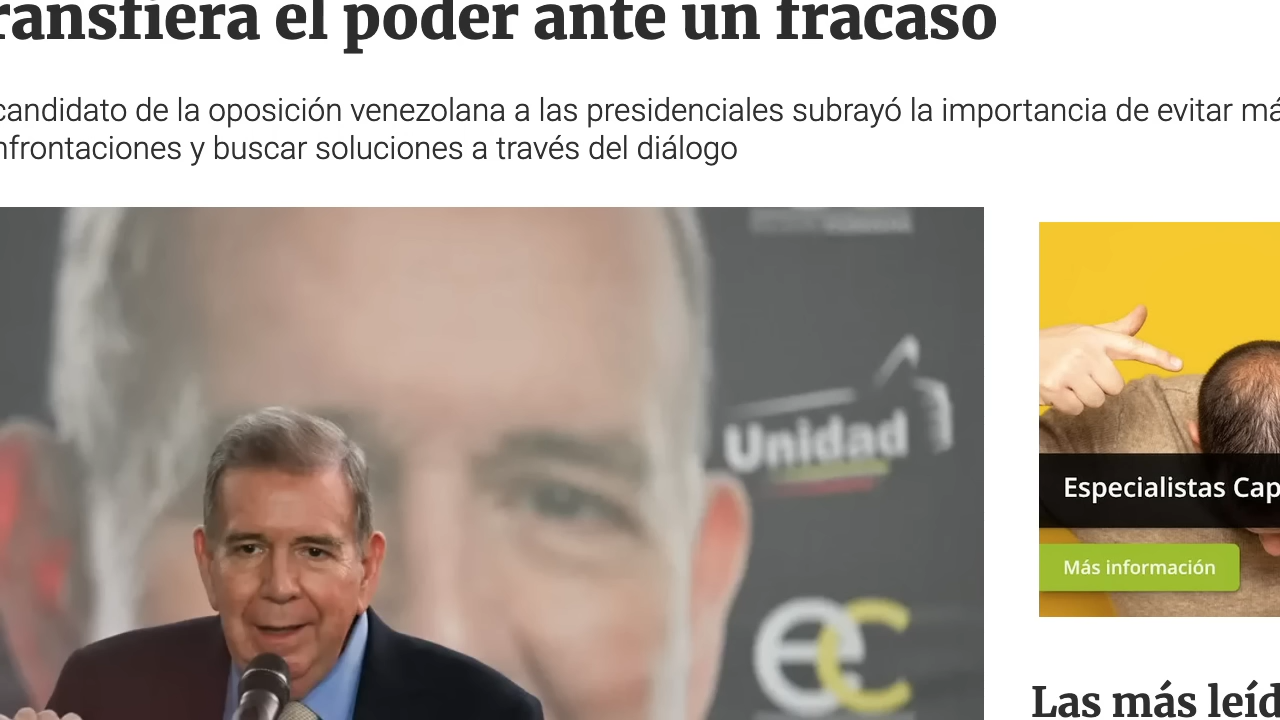 ransfiera el poder ante un fracaso
candidato de la oposición venezolana a las presidenciales subrayó la importancia de evitar má
nfrontaciones y buscar soluciones a través del diálogo
Unidad
ec
Especialistas Cap
Más información
Las más leíd